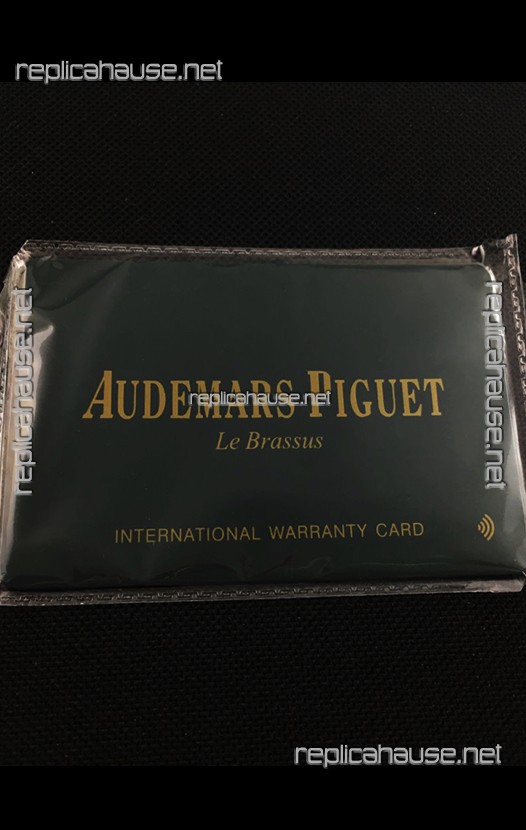 replicahause.net
replicahause.net
replicahause.net
AUDEMARS PIGUET
replicahause.net
Le Brassus
INTERNATIONAL WARRANTY CARD
replicahause.net